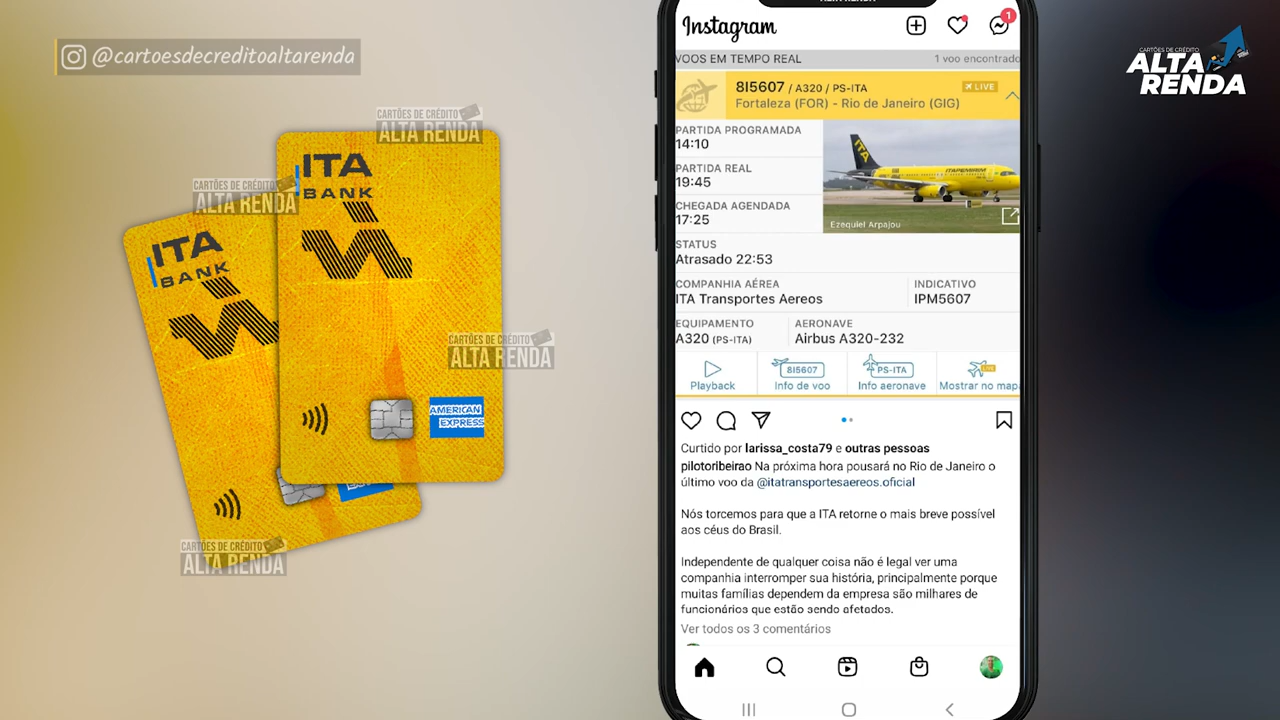 @cartoesdecreditoaltarenda
CARTÕES DE CRÉDITO
ALTA RENDA
CARTÕES DE CRÉDITO
ALTA RENDA
ITA
BANK
AMERICAN
EXPRESS
CARTÕES DE CRÉDITO
ALTA RENDA
ITA
BANK
CARTÕES DE CRÉDITO
ALTA RENDA
Instagram
1
VOOS EM TEMPO REAL
1 voo encontrado
8I5607 / A320 / PS-ITA
LIVE
Fortaleza (FOR) - Rio de Janeiro (GIG)
PARTIDA PROGRAMADA
14:10
PARTIDA REAL
19:45
CHEGADA AGENDADA
17:25
ITA
ITAPEMIRIM
Ezequiel Arpajou
STATUS
Atrasado 22:53
COMPANHIA AÉREA
ITA Transportes Aereos
INDICATIVO
IPM5607
EQUIPAMENTO
A320 (PS-ITA)
AERONAVE
Airbus A320-232
Playback
8I5607
Info de voo
PS-ITA
Info aeronave
LIVE
Mostrar no mapa
Curtido por larissa_costa79 e outras pessoas
pilotoribeirao Na próxima hora pousará no Rio de Janeiro o
último voo da @itatransportesaereos.oficial
Nós torcemos para que a ITA retorne o mais breve possível
aos céus do Brasil.
Independente de qualquer coisa não é legal ver uma
companhia interromper sua história, principalmente porque
muitas famílias dependem da empresa são milhares de
funcionários que estão sendo afetados.
Ver todos os 3 comentários
CARTÕES DE CRÉDITO
ALTA
RENDA